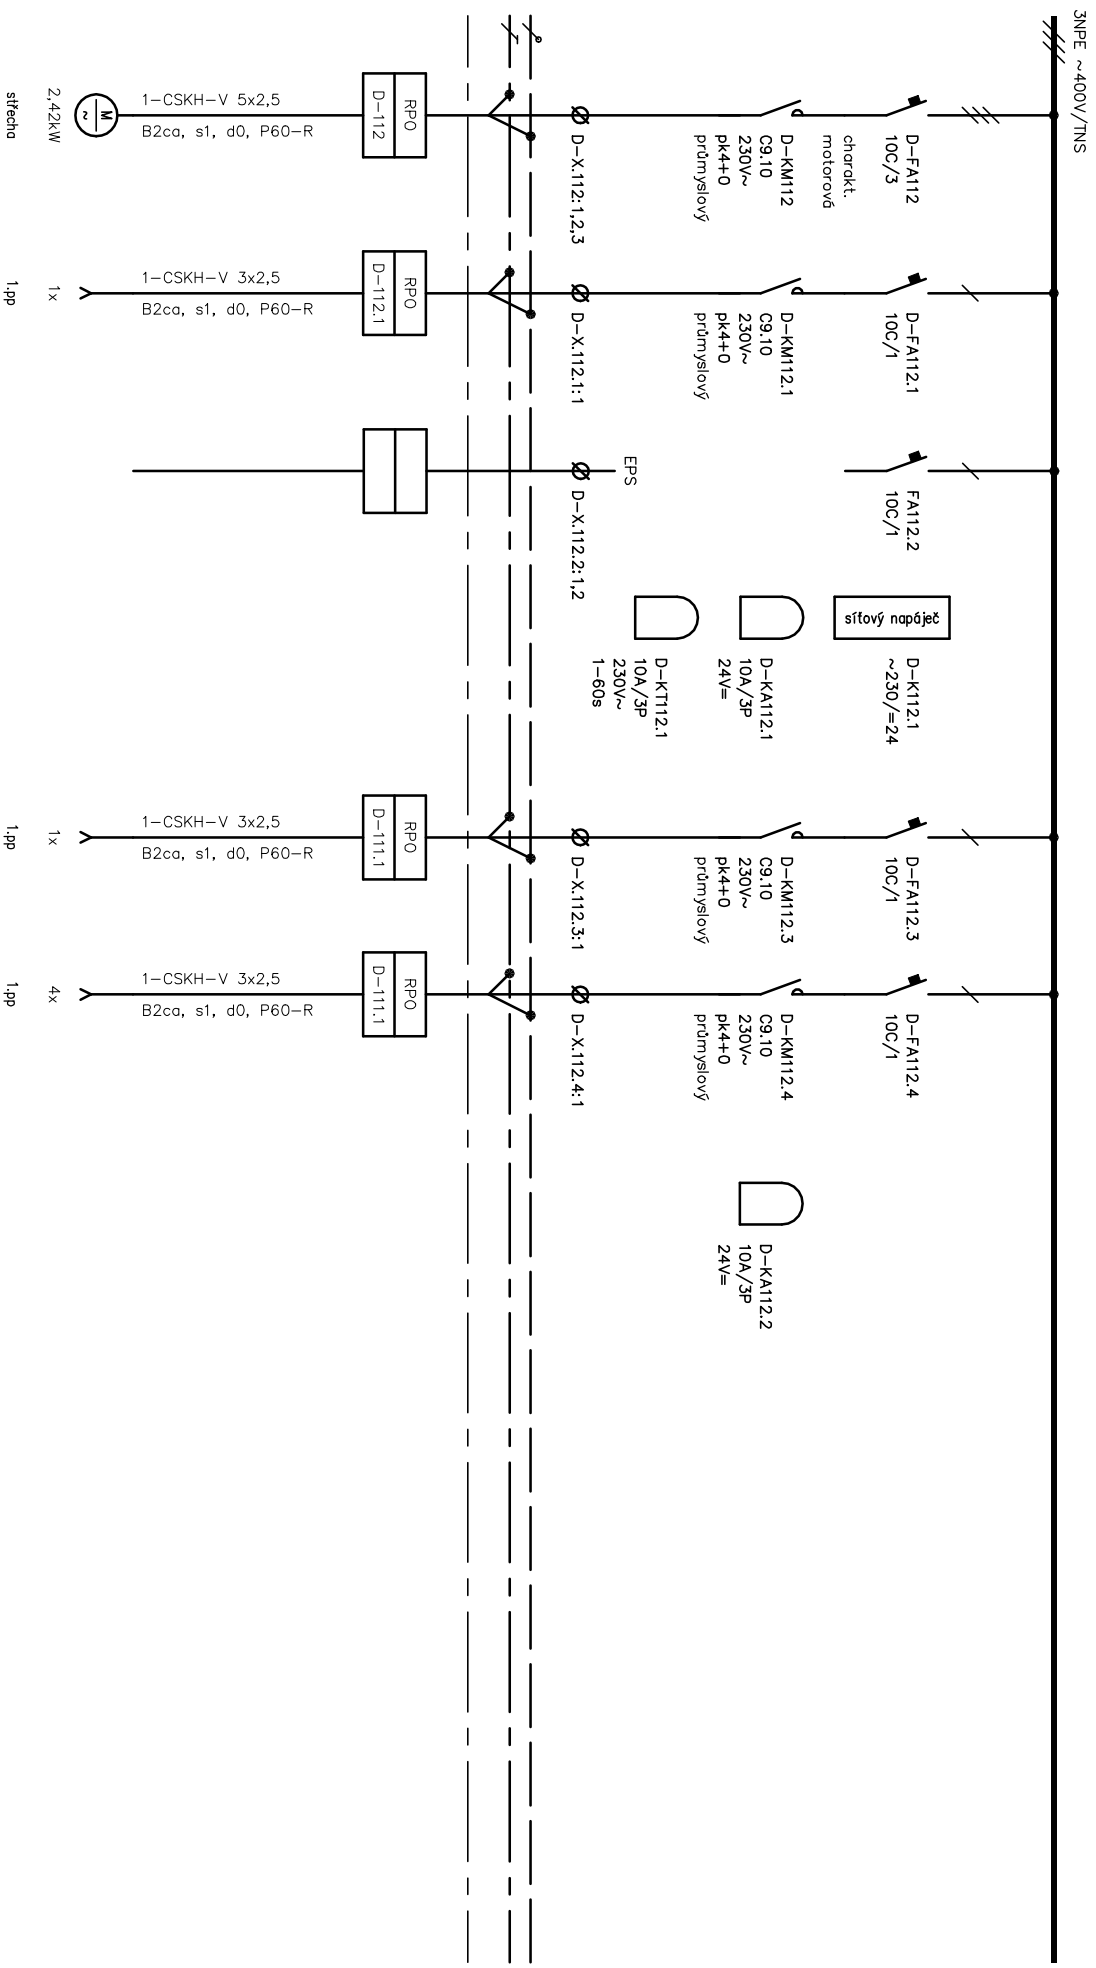 3NPE ~400V/TNS
D-FA112
10C/3
charakt.
motorová
D-KM112
C9.10
230V~
pk4+0
průmyslový
D-X.112:1,2,3
RPO
D-112
1-CSKH-V 5x2,5
B2ca, s1, d0, P60-R
M
~
2,42kW
střecha
D-FA112.1
10C/1
D-KM112.1
C9.10
230V~
pk4+0
průmyslový
D-X.112.1:1
RPO
D-112.1
1-CSKH-V 3x2,5
B2ca, s1, d0, P60-R
1x
1.pp
FA112.2
10C/1
EPS
D-X.112.2:1,2
síťový napáječ
D-K112.1
~230/=24
D-KA112.1
10A/3P
24V=
D-KT112.1
10A/3P
230V~
1-60s
D-FA112.3
10C/1
D-KM112.3
C9.10
230V~
pk4+0
průmyslový
D-X.112.3:1
RPO
D-111.1
1-CSKH-V 3x2,5
B2ca, s1, d0, P60-R
1x
1.pp
D-FA112.4
10C/1
D-KM112.4
C9.10
230V~
pk4+0
průmyslový
D-X.112.4:1
RPO
D-111.1
1-CSKH-V 3x2,5
B2ca, s1, d0, P60-R
4x
1.pp
D-KA112.2
10A/3P
24V=